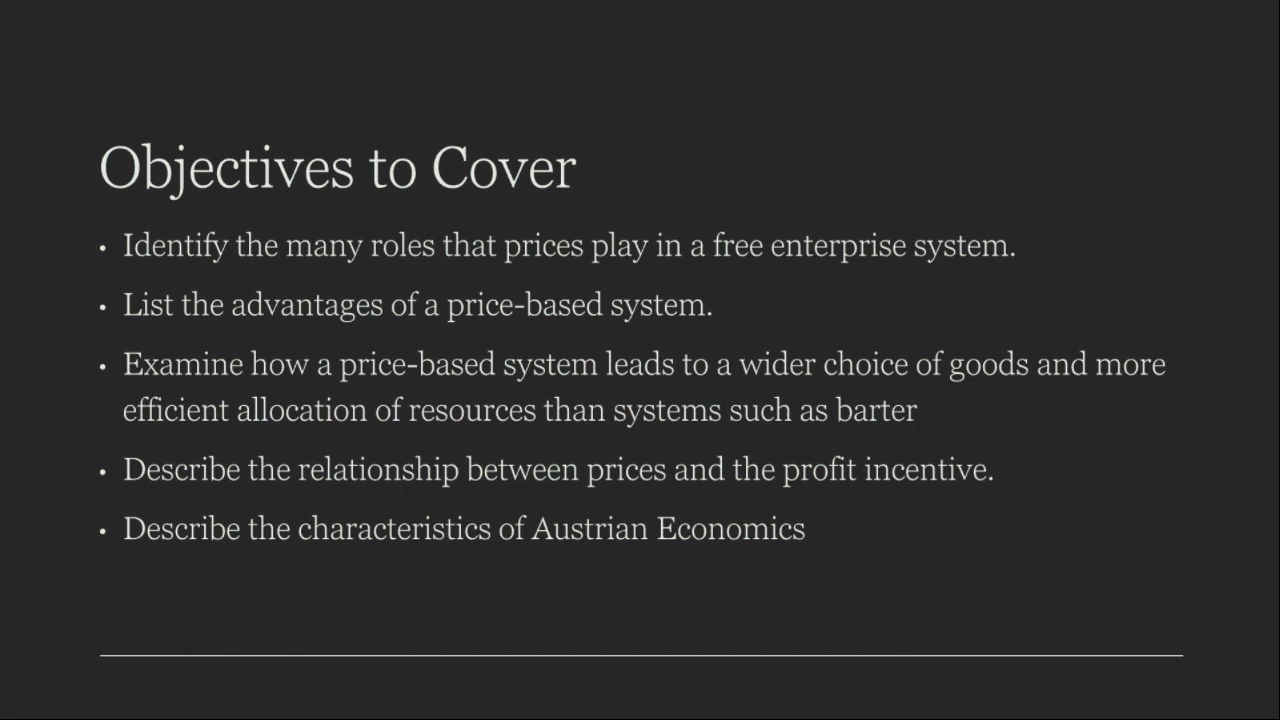 Objectives to Cover
• Identify the many roles that prices play in a free enterprise system.
• List the advantages of a price-based system.
• Examine how a price-based system leads to a wider choice of goods and more
efficient allocation of resources than systems such as barter
• Describe the relationship between prices and the profit incentive.
• Describe the characteristics of Austrian Economics